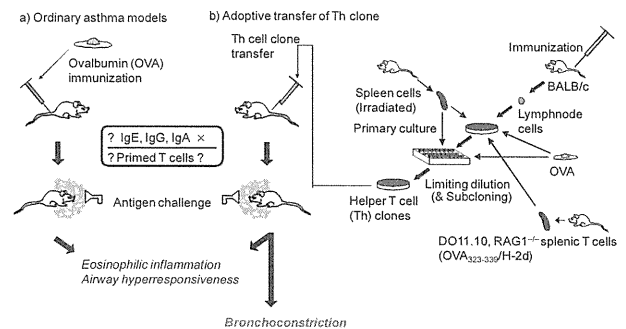 a) Ordinary asthma models
b) Adoptive transfer of Th clone
Ovalbumin (OVA)
immunization
Th cell clone
transfer
Immunization
BALB/c
Spleen cells
(Irradiated)
Lymphnode
cells
Primary culture
? IgE, IgG, IgA ×
? Primed T cells ?
OVA
Antigen challenge
Limiting dilution
(& Subcloning)
Helper T cell
(Th) clones
DO11.10, RAG1⁻/⁻ splenic T cells
(OVA₃₂₃₋₃₃₉/H-2d)
Eosinophilic inflammation
Airway hyperresponsiveness
Bronchoconstriction